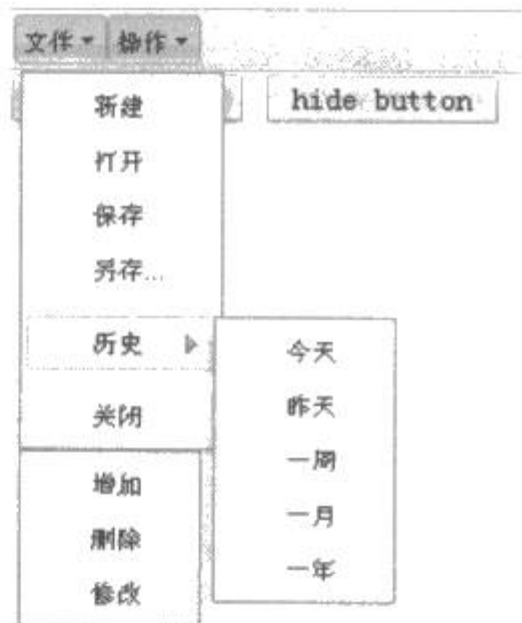 文件 操作
hide button
新建
打开
保存
另存...
历史
关闭
今天
昨天
一周
一月
一年
增加
删除
修改